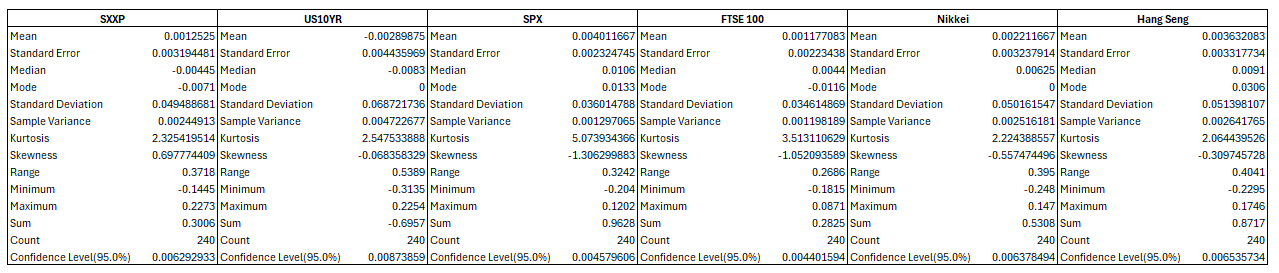 SXXP US10YR SPX FTSE 100 Nikkei Hang Seng
Mean 0.0012525 Mean -0.00289875 Mean 0.004011667 Mean 0.001177083 Mean 0.002211667 Mean 0.003632083
Standard Error 0.003194481 Standard Error 0.004435969 Standard Error 0.002324745 Standard Error 0.00223438 Standard Error 0.003237914 Standard Error 0.003317734
Median -0.00445 Median -0.0083 Median 0.0106 Median 0.0044 Median 0.00625 Median 0.0091
Mode -0.0071 Mode 0 Mode 0.0133 Mode -0.0116 Mode 0 Mode 0.0306
Standard Deviation 0.049488681 Standard Deviation 0.068721736 Standard Deviation 0.036014788 Standard Deviation 0.034614869 Standard Deviation 0.050161547 Standard Deviation 0.051398107
Sample Variance 0.00244913 Sample Variance 0.004722677 Sample Variance 0.001297065 Sample Variance 0.001198189 Sample Variance 0.002516181 Sample Variance 0.002641765
Kurtosis 2.325419514 Kurtosis 2.547533888 Kurtosis 5.073934366 Kurtosis 3.513110629 Kurtosis 2.224388557 Kurtosis 2.064439526
Skewness 0.697774409 Skewness -0.068358329 Skewness -1.306299883 Skewness -1.052093589 Skewness -0.557474496 Skewness -0.309745728
Range 0.3718 Range 0.5389 Range 0.3242 Range 0.2686 Range 0.395 Range 0.4041
Minimum -0.1445 Minimum -0.3135 Minimum -0.204 Minimum -0.1815 Minimum -0.248 Minimum -0.2295
Maximum 0.2273 Maximum 0.2254 Maximum 0.1202 Maximum 0.0871 Maximum 0.147 Maximum 0.1746
Sum 0.3006 Sum -0.6957 Sum 0.9628 Sum 0.2825 Sum 0.5308 Sum 0.8717
Count 240 Count 240 Count 240 Count 240 Count 240 Count 240
Confidence Level(95.0%) 0.006292933 Confidence Level(95.0%) 0.00873859 Confidence Level(95.0%) 0.004579606 Confidence Level(95.0%) 0.004401594 Confidence Level(95.0%) 0.006378494 Confidence Level(95.0%) 0.006535734